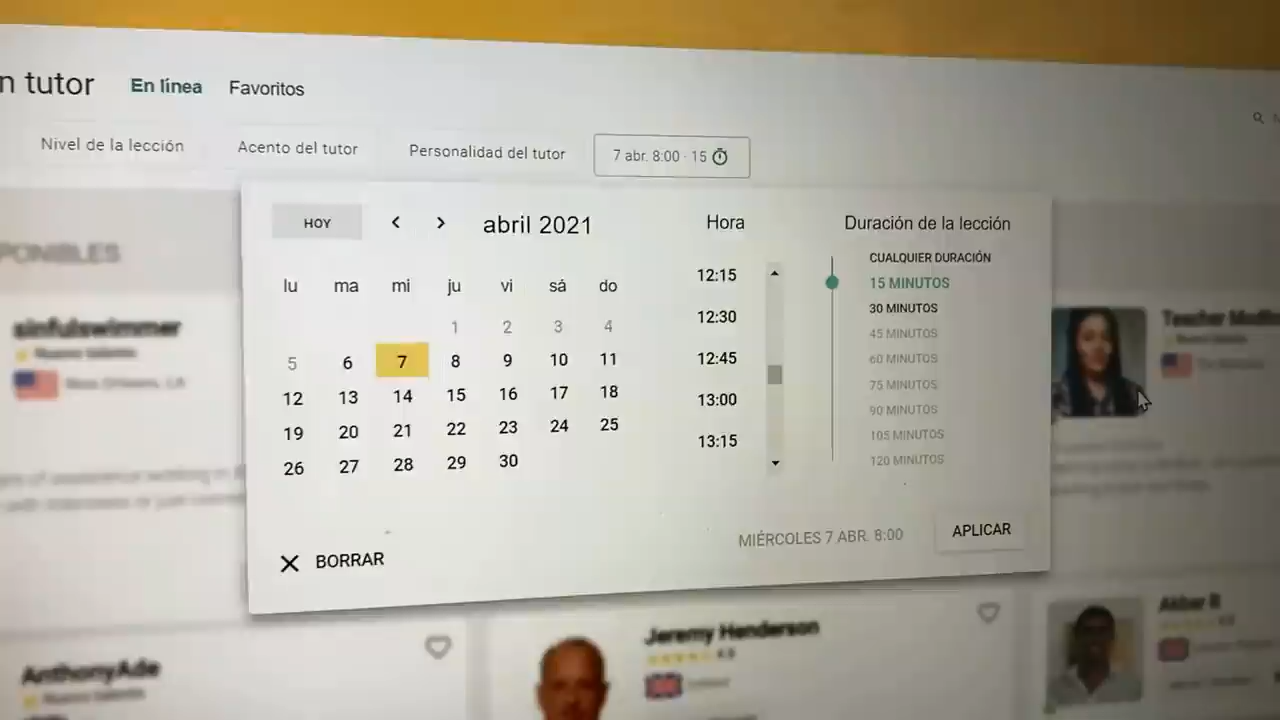 n tutor En línea Favoritos
Nivel de la lección Acento del tutor Personalidad del tutor 7 abr. 8:00 · 15
HOY < > abril 2021 Hora Duración de la lección
PONIBLES
lu ma mi ju vi sá do
1 2 3 4
5 6 7 8 9 10 11
12 13 14 15 16 17 18
19 20 21 22 23 24 25
26 27 28 29 30
12:15
12:30
12:45
13:00
13:15
CUALQUIER DURACIÓN
15 MINUTOS
30 MINUTOS
45 MINUTOS
60 MINUTOS
75 MINUTOS
90 MINUTOS
105 MINUTOS
120 MINUTOS
MIÉRCOLES 7 ABR. 8:00 APLICAR
BORRAR
sinfulswimmer
Teacher
AnthonyAde
Jeremy Henderson
Akbar R